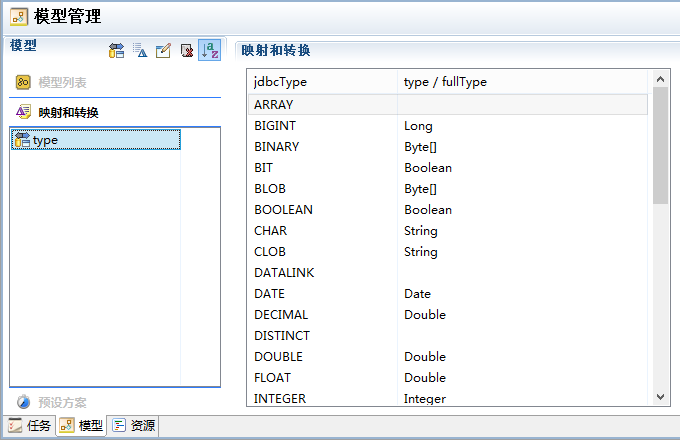 模型管理
模型
模型列表
映射和转换
type
预设方案
映射和转换
jdbcType type / fullType
ARRAY
BIGINT Long
BINARY Byte[]
BIT Boolean
BLOB Byte[]
BOOLEAN Boolean
CHAR String
CLOB String
DATALINK
DATE Date
DECIMAL Double
DISTINCT
DOUBLE Double
FLOAT Double
INTEGER Integer
任务 模型 资源